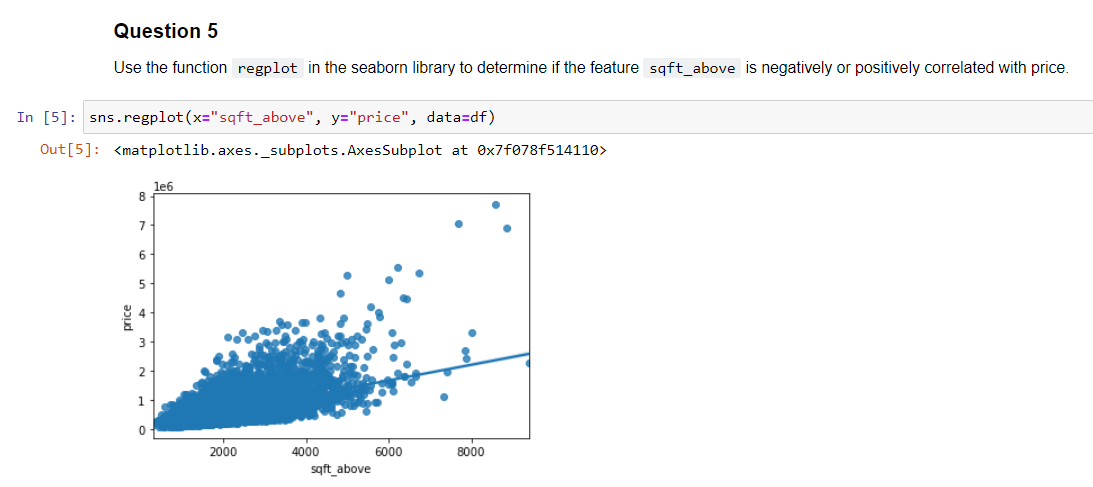 Question 5
Use the function regplot in the seaborn library to determine if the feature sqft_above is negatively or positively correlated with price.
In [5]: sns.regplot(x="sqft_above", y="price", data=df)
Out[5]: <matplotlib.axes._subplots.AxesSubplot at 0x7f078f514110>
1e6
8
7
6
5
4
3
2
1
0
price
2000 4000 6000 8000
sqft_above